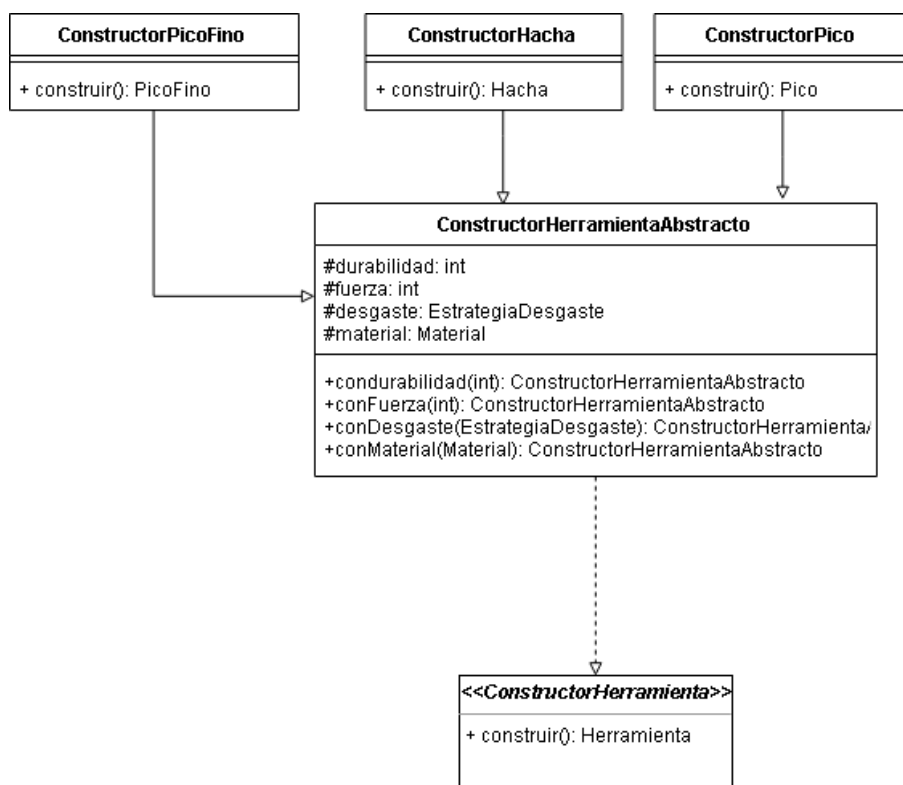 ConstructorPicoFino
+ construir(): PicoFino
ConstructorHacha
+ construir(): Hacha
ConstructorPico
+ construir(): Pico
ConstructorHerramientaAbstracto
#durabilidad: int
#fuerza: int
#desgaste: EstrategiaDesgaste
#material: Material
+condurabilidad(int): ConstructorHerramientaAbstracto
+conFuerza(int): ConstructorHerramientaAbstracto
+conDesgaste(EstrategiaDesgaste): ConstructorHerramienta
+conMaterial(Material): ConstructorHerramientaAbstracto
<<ConstructorHerramienta>>
+ construir(): Herramienta